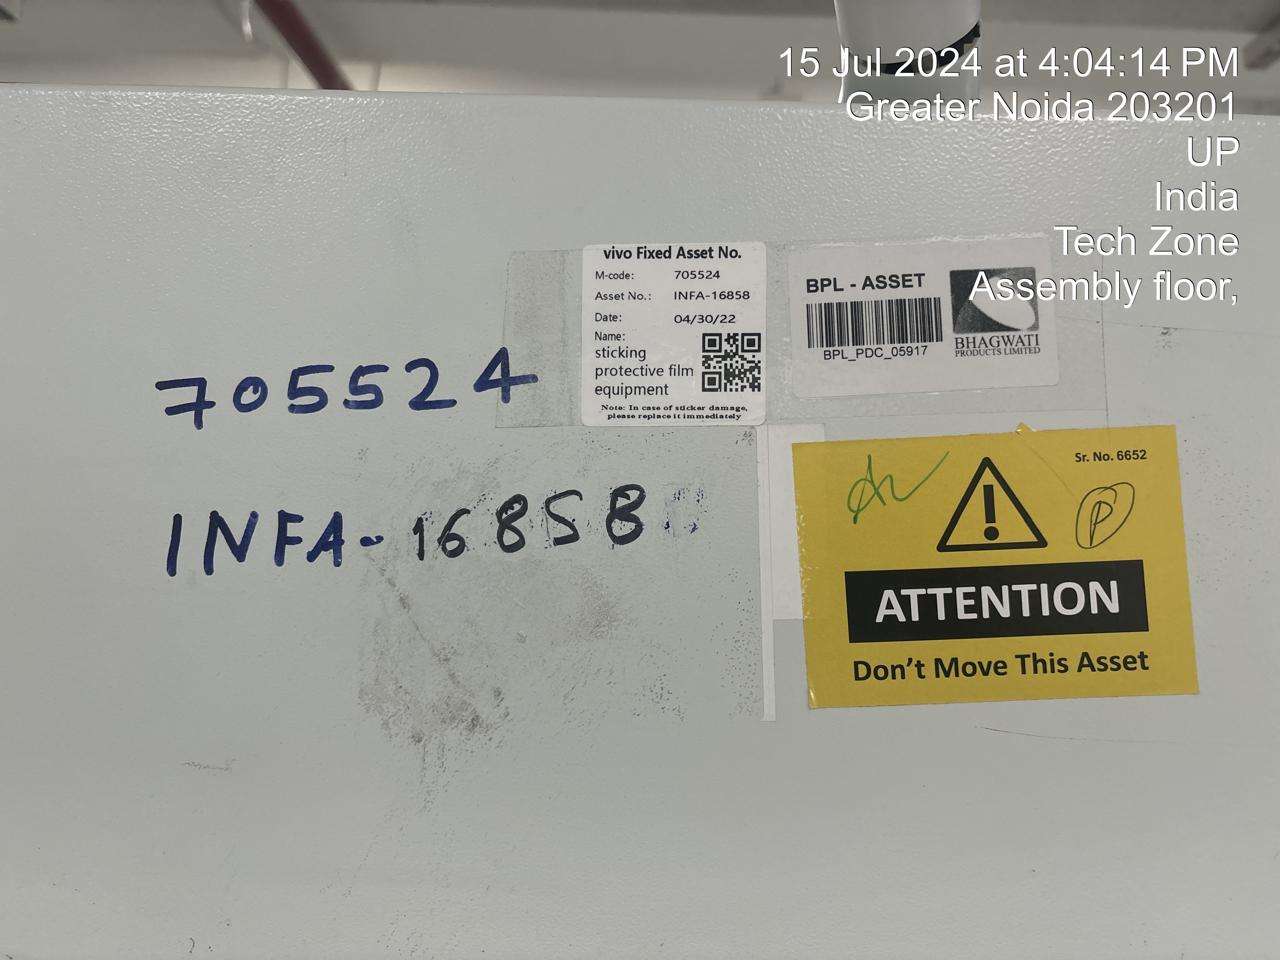 15 Jul 2024 at 4:04:14 PM
Greater Noida 203201
UP
India
Tech Zone
Assembly floor,
vivo Fixed Asset No.
M-code: 705524
Asset No.: INFA-16858
Date: 04/30/22
Name:
sticking
protective film
equipment
Note: In case of sticker damage,
please replace it immediately
BPL - ASSET
BPL_PDC_05917
BHAGWATI
PRODUCTS LIMITED
705524
INFA-16858
Sr. No. 6652
P
ATTENTION
Don't Move This Asset